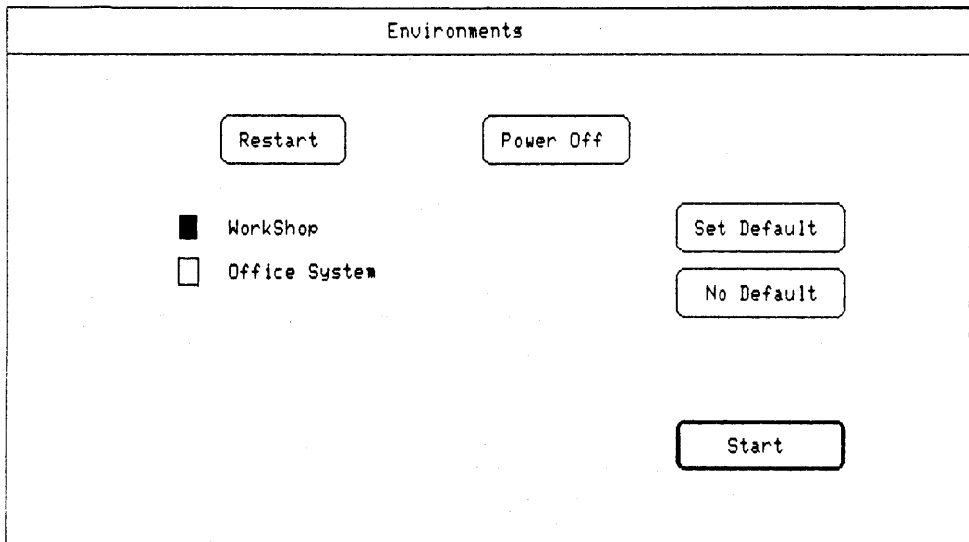 Environments
Restart
Power Off
WorkShop
Set Default
Office System
No Default
Start